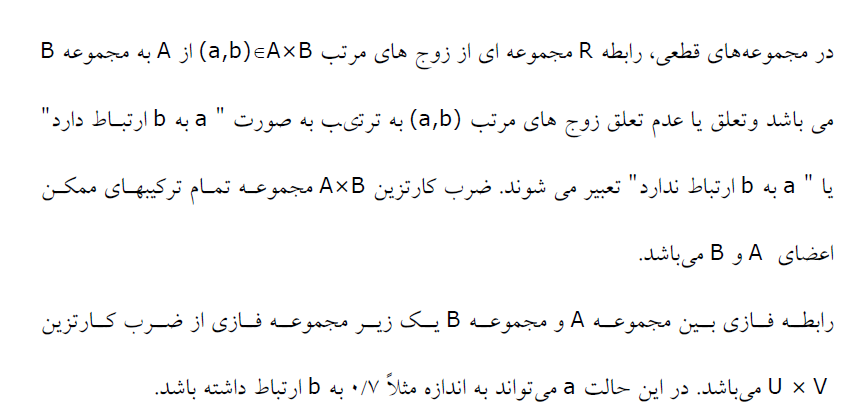 در مجموعه‌های قطعی، رابطه R مجموعه ای از زوج های مرتب (a,b)∈A×B از A به مجموعه B
می باشد وتعلق یا عدم تعلق زوج های مرتب (a,b) به ترتیب به صورت " a به b ارتباط دارد"
یا " a به b ارتباط ندارد" تعبیر می شوند. ضرب کارتزین A×B مجموعه تمام ترکیبهای ممکن
اعضای A و B می‌باشد.
رابطه فازی بین مجموعه A و مجموعه B یک زیر مجموعه فازی از ضرب کارتزین
U × V می‌باشد. در این حالت a می‌تواند به اندازه مثلاً ۰/۷ به b ارتباط داشته باشد.